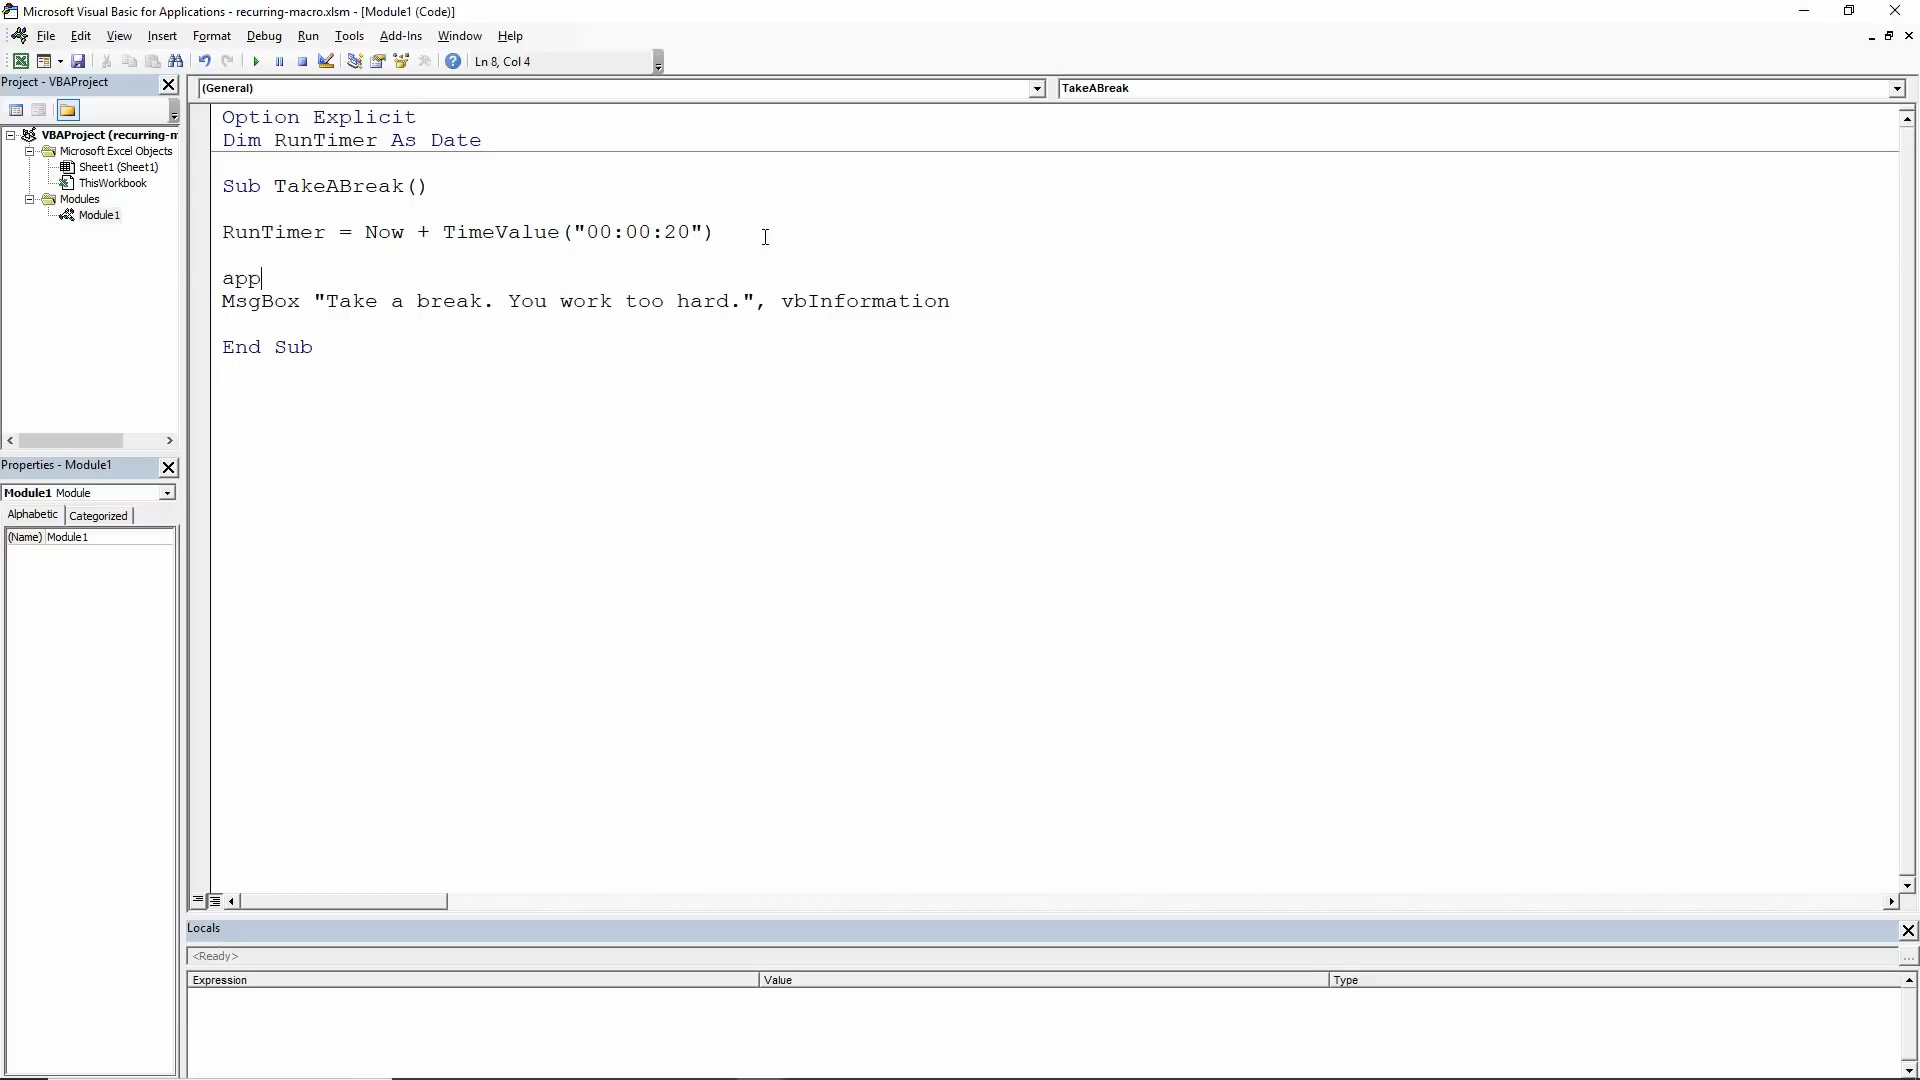 Microsoft Visual Basic for Applications - recurring-macro.xlsm - [Module1 (Code)]
File Edit View Insert Format Debug Run Tools Add-Ins Window Help
Ln 8, Col 4
Project - VBAProject
(General)
TakeABreak
VBAProject (recurring-m
Microsoft Excel Objects
Sheet1 (Sheet1)
ThisWorkbook
Modules
Module1
Option Explicit
Dim RunTimer As Date
Sub TakeABreak()
RunTimer = Now + TimeValue("00:00:20")
app
MsgBox "Take a break. You work too hard.", vbInformation
End Sub
Properties - Module1
Module1 Module
Alphabetic Categorized
(Name) Module1
Locals
<Ready>
...
Expression Value Type